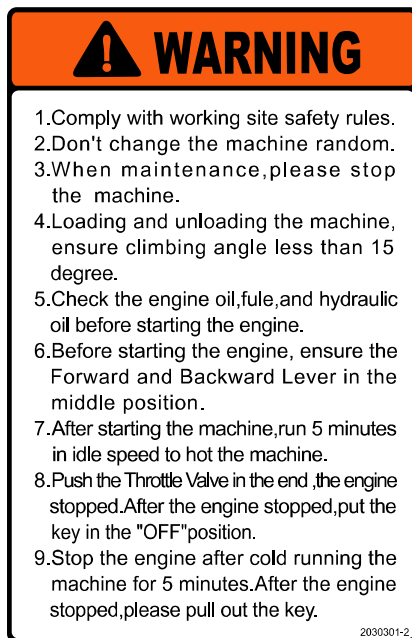 WARNING
1.Comply with working site safety rules.
2.Don't change the machine random.
3.When maintenance,please stop
the machine.
4.Loading and unloading the machine,
ensure climbing angle less than 15
degree.
5.Check the engine oil,fule,and hydraulic
oil before starting the engine.
6.Before starting the engine, ensure the
Forward and Backward Lever in the
middle position.
7.After starting the machine,run 5 minutes
in idle speed to hot the machine.
8.Push the Throttle Valve in the end ,the engine
stopped.After the engine stopped,put the
key in the "OFF"position.
9.Stop the engine after cold running the
machine for 5 minutes.After the engine
stopped,please pull out the key.
2030301-2